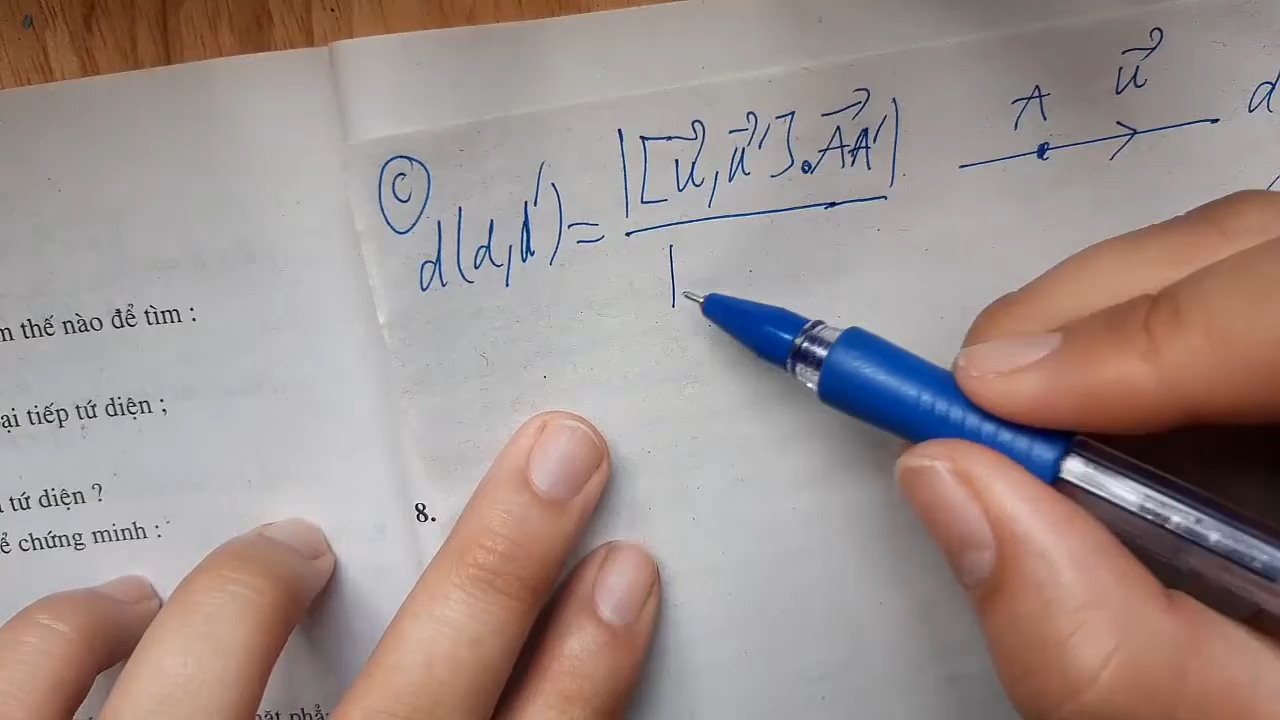 n thế nào để tìm :
ại tiếp tứ diện ;
tứ diện ?
ể chứng minh :
ⓒ
d(d,d') = |[u⃗,u⃗'].AA'⃗| / |
A u⃗ d
8.